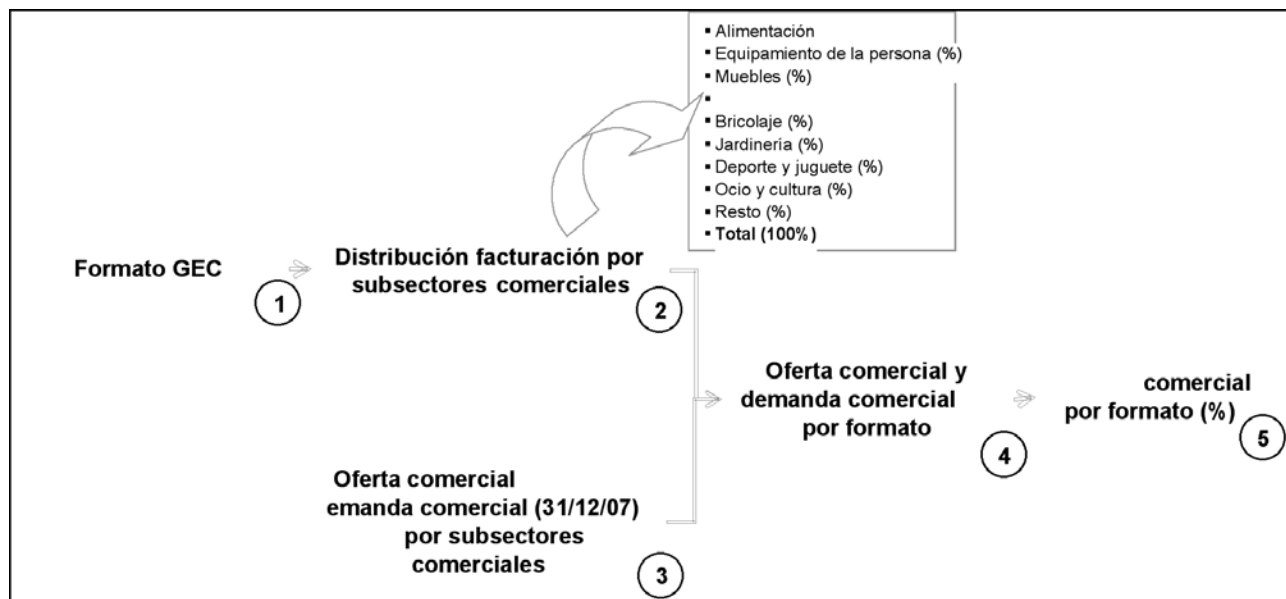 ▪ Alimentación
▪ Equipamiento de la persona (%)
▪ Muebles (%)
▪
▪ Bricolaje (%)
▪ Jardinería (%)
▪ Deporte y juguete (%)
▪ Ocio y cultura (%)
▪ Resto (%)
▪ Total (100%)
Formato GEC
1
Distribución facturación por
subsectores comerciales
2
Oferta comercial
emanda comercial (31/12/07)
por subsectores
comerciales
3
Oferta comercial y
demanda comercial
por formato
4
comercial
por formato (%)
5